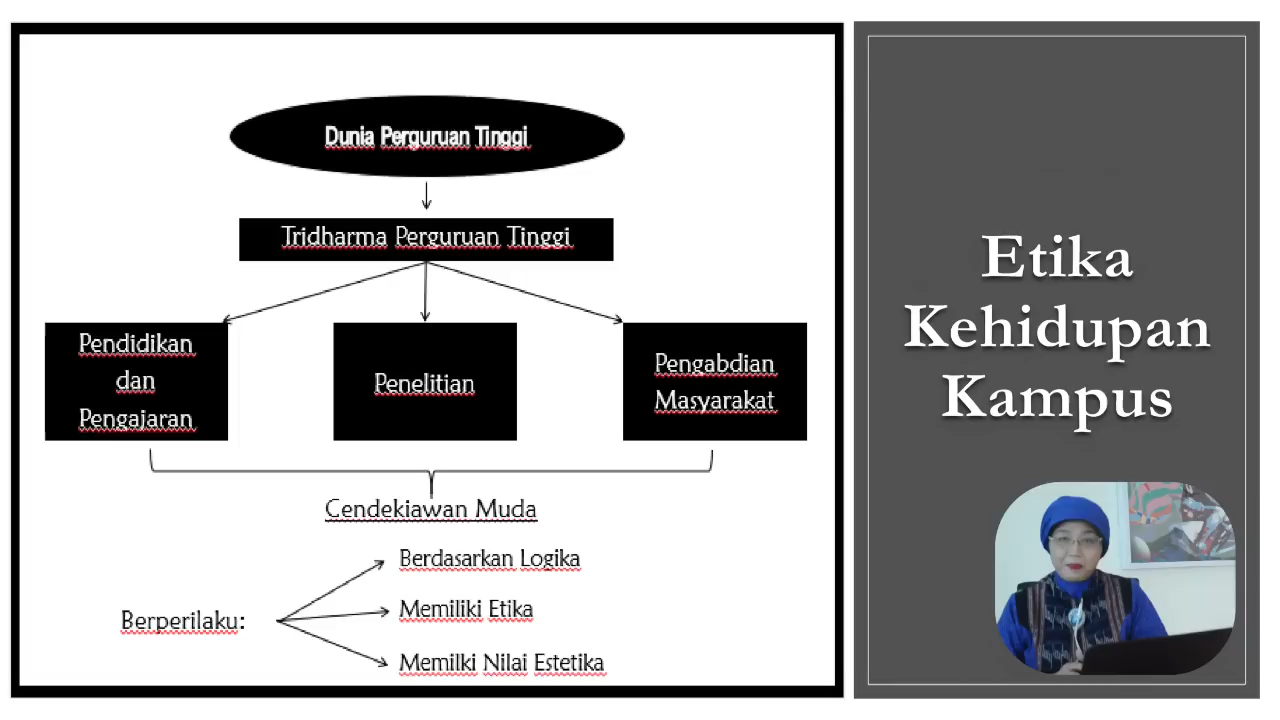 Dunia Perguruan Tinggi
Tridharma Perguruan Tinggi
Pendidikan
dan
Pengajaran
Penelitian
Pengabdian
Masyarakat
Cendekiawan Muda
Berperilaku:
Berdasarkan Logika
Memiliki Etika
Memilki Nilai Estetika
Etika
Kehidupan
Kampus